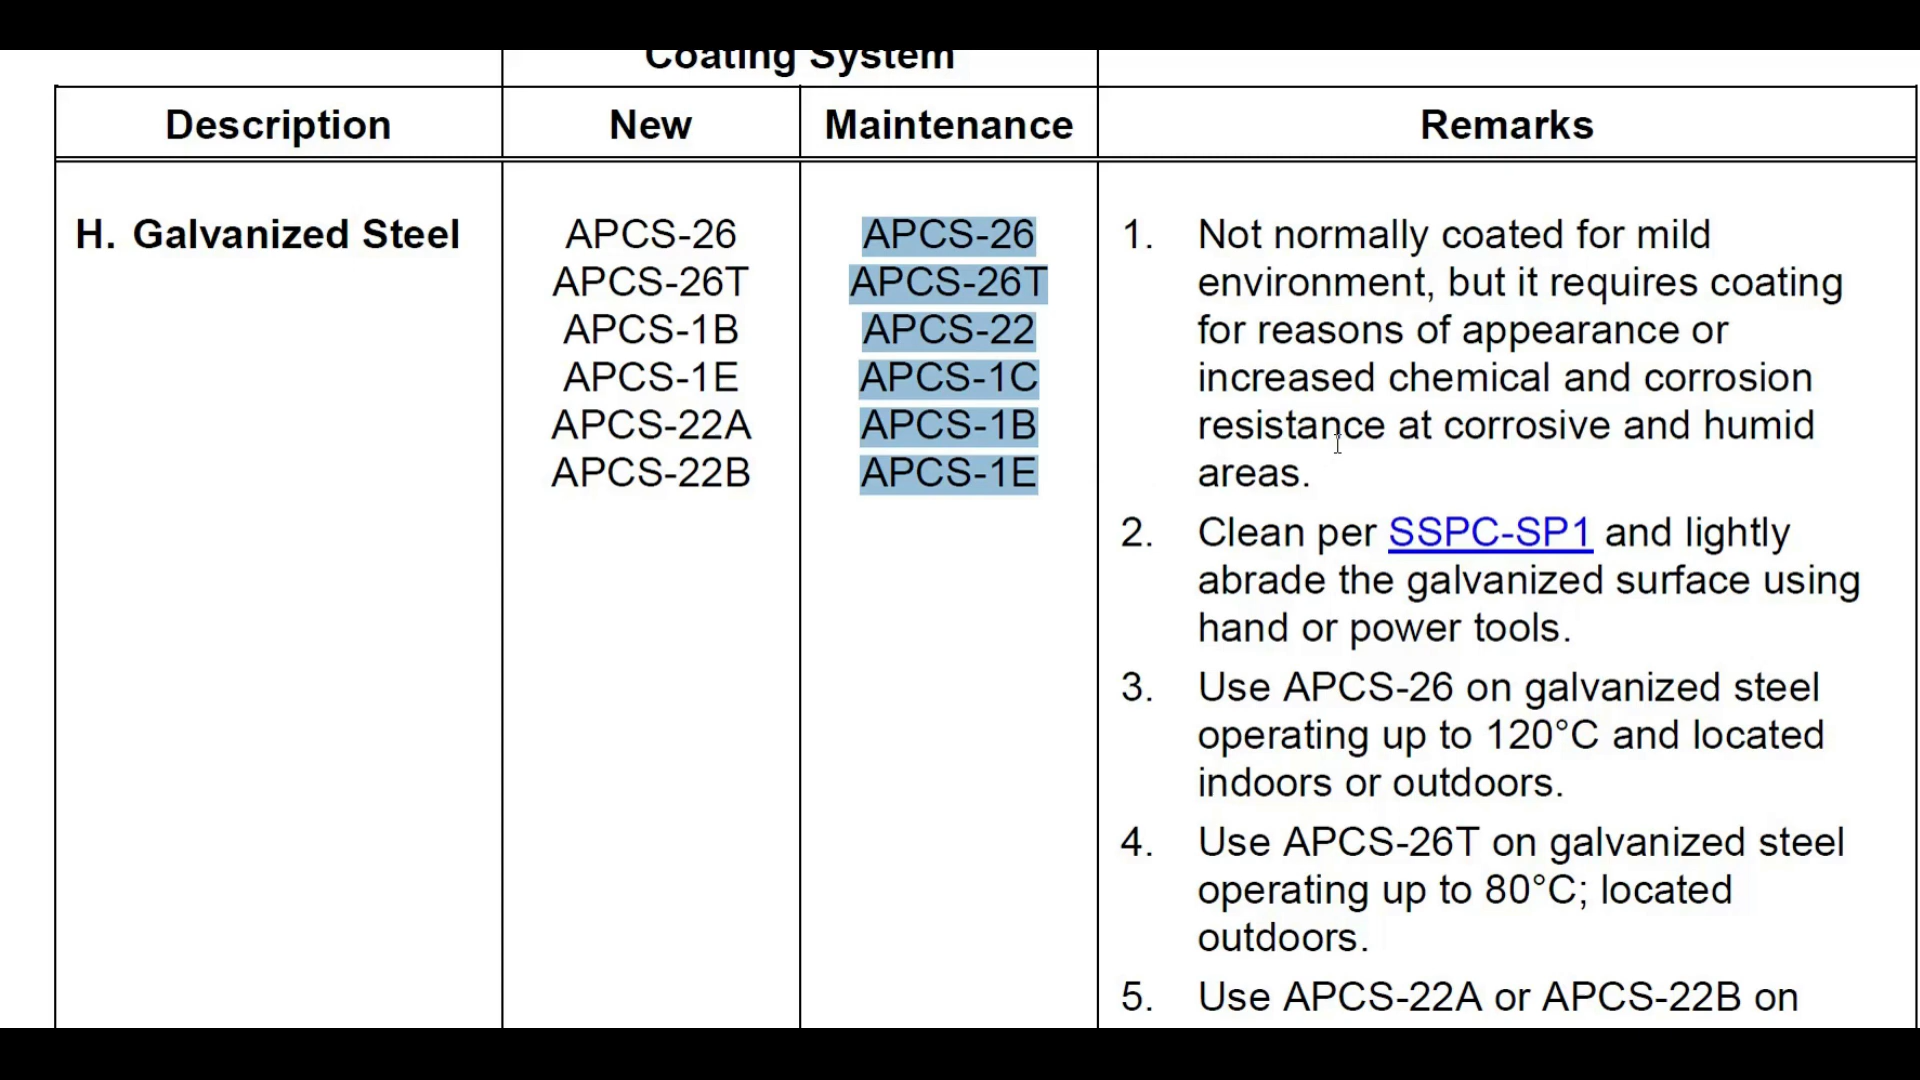 Coating System
Description New Maintenance Remarks
H. Galvanized Steel
APCS-26
APCS-26T
APCS-1B
APCS-1E
APCS-22A
APCS-22B
APCS-26
APCS-26T
APCS-22
APCS-1C
APCS-1B
APCS-1E
1. Not normally coated for mild
environment, but it requires coating
for reasons of appearance or
increased chemical and corrosion
resistance at corrosive and humid
areas.
2. Clean per SSPC-SP1 and lightly
abrade the galvanized surface using
hand or power tools.
3. Use APCS-26 on galvanized steel
operating up to 120°C and located
indoors or outdoors.
4. Use APCS-26T on galvanized steel
operating up to 80°C; located
outdoors.
5. Use APCS-22A or APCS-22B on